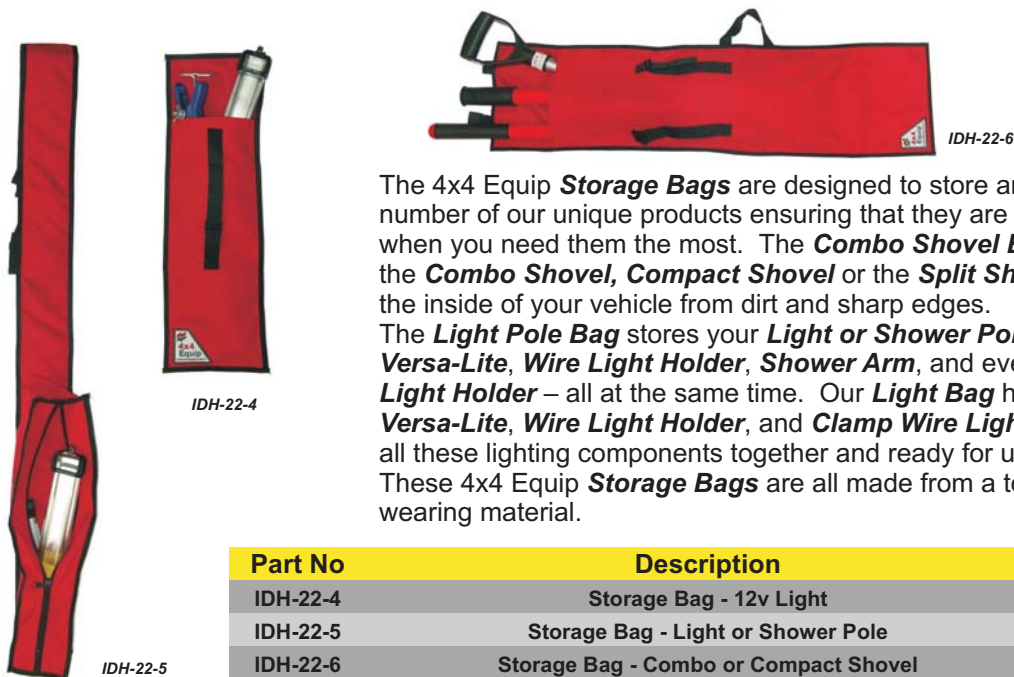 IDH-22-6
The 4x4 Equip Storage Bags are designed to store
number of our unique products ensuring that they are
when you need them the most. The Combo Shovel
the Combo Shovel, Compact Shovel or the Split
the inside of your vehicle from dirt and sharp edges.
The Light Pole Bag stores your Light or Shower
Versa-Lite, Wire Light Holder, Shower Arm, and
Light Holder – all at the same time. Our Light Bag
Versa-Lite, Wire Light Holder, and Clamp Wire
all these lighting components together and ready for
These 4x4 Equip Storage Bags are all made from a
wearing material.
4x4
Equip
4x4
Equip
IDH-22-4
IDH-22-5
Part No Description
IDH-22-4 Storage Bag - 12v Light
IDH-22-5 Storage Bag - Light or Shower Pole
IDH-22-6 Storage Bag - Combo or Compact Shovel